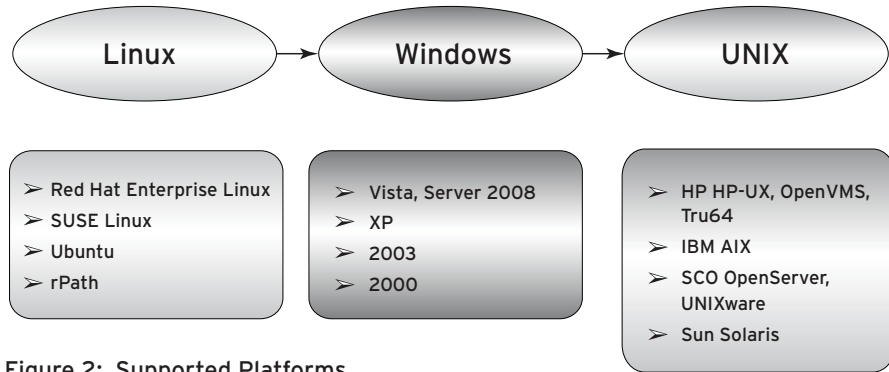 Linux
Windows
UNIX
➢ Red Hat Enterprise Linux
➢ SUSE Linux
➢ Ubuntu
➢ rPath
➢ Vista, Server 2008
➢ XP
➢ 2003
➢ 2000
➢ HP HP-UX, OpenVMS,
Tru64
➢ IBM AIX
➢ SCO OpenServer,
UNIXware
➢ Sun Solaris
Figure 2: Supported Platforms